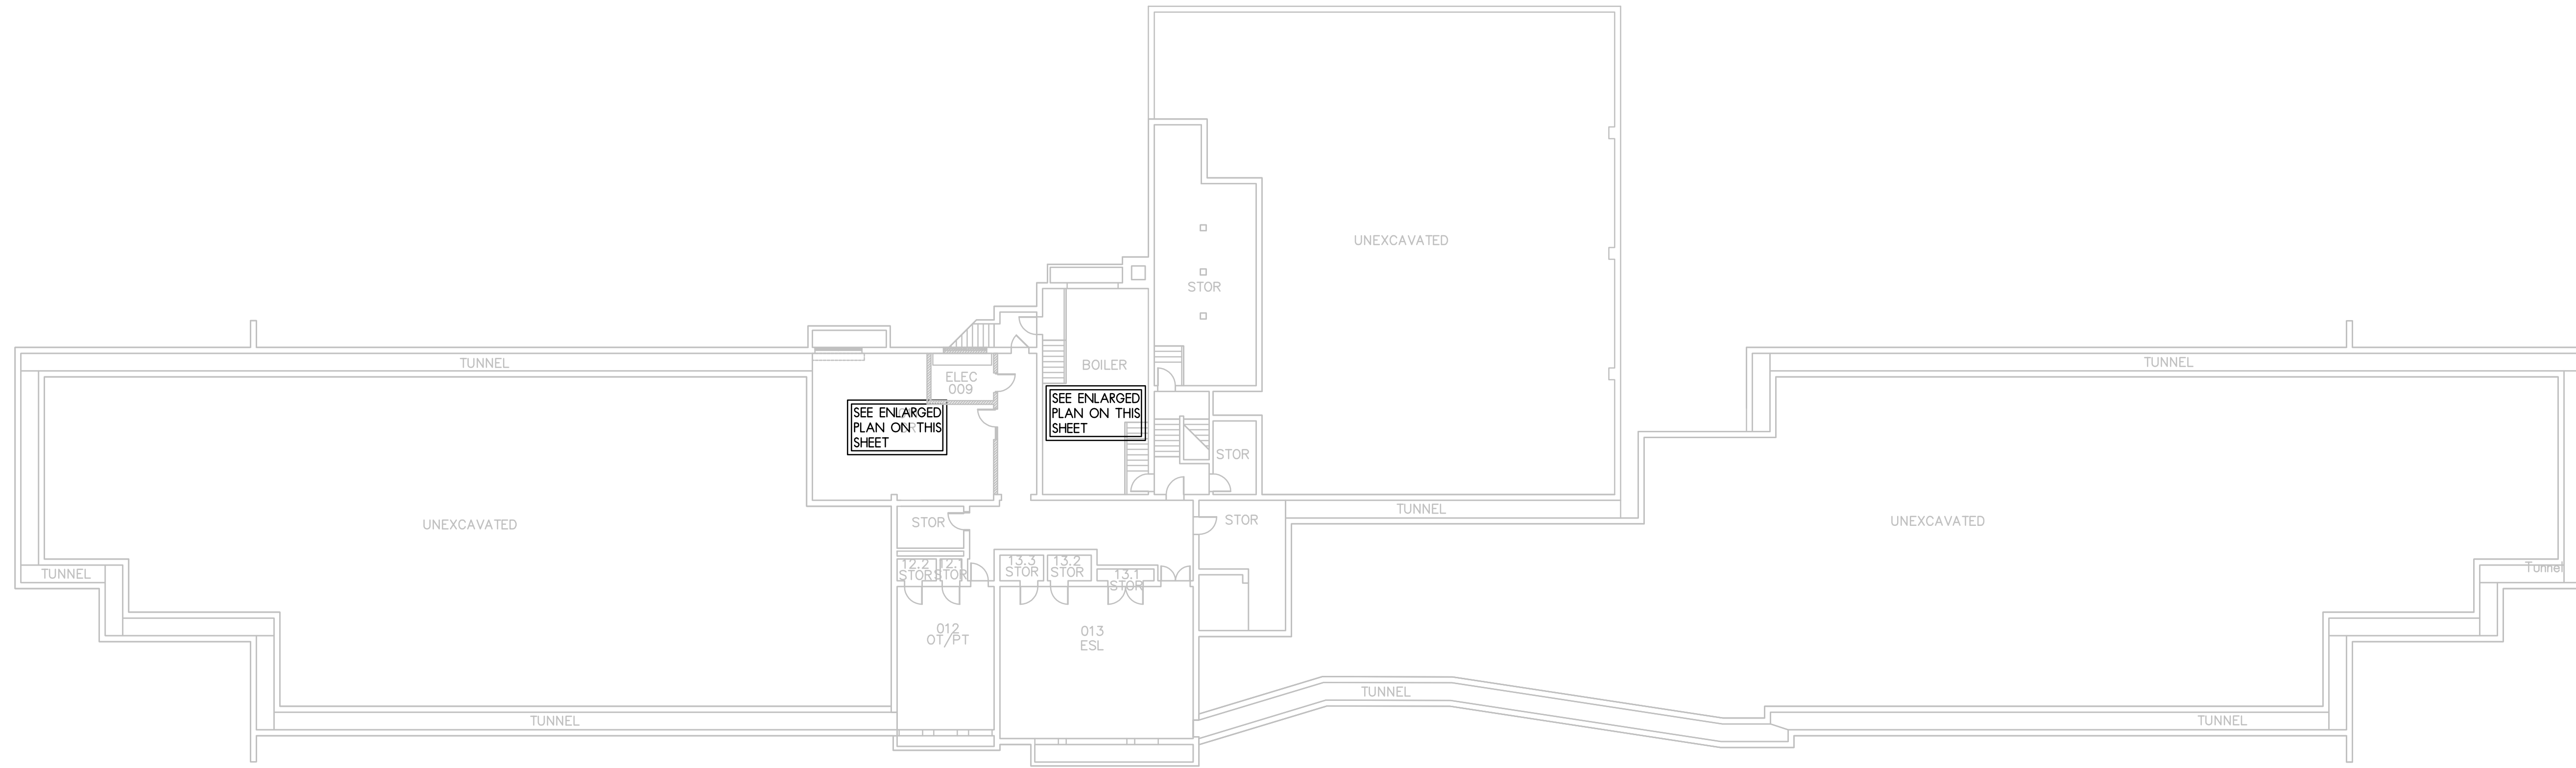 UNEXCAVATED
STOR
TUNNEL
TUNNEL
BOILER
ELEC
009
SEE ENLARGED
PLAN ON THIS
SHEET
SEE ENLARGED
PLAN ON THIS
SHEET
STOR
UNEXCAVATED
STOR
STOR
TUNNEL
UNEXCAVATED
TUNNEL
12.2
STOR
12.
STOR
13.3
STOR
13.2
STOR
13.1
STOR
Tunnel
012
OT/PT
013
ESL
TUNNEL
TUNNEL
TUNNEL